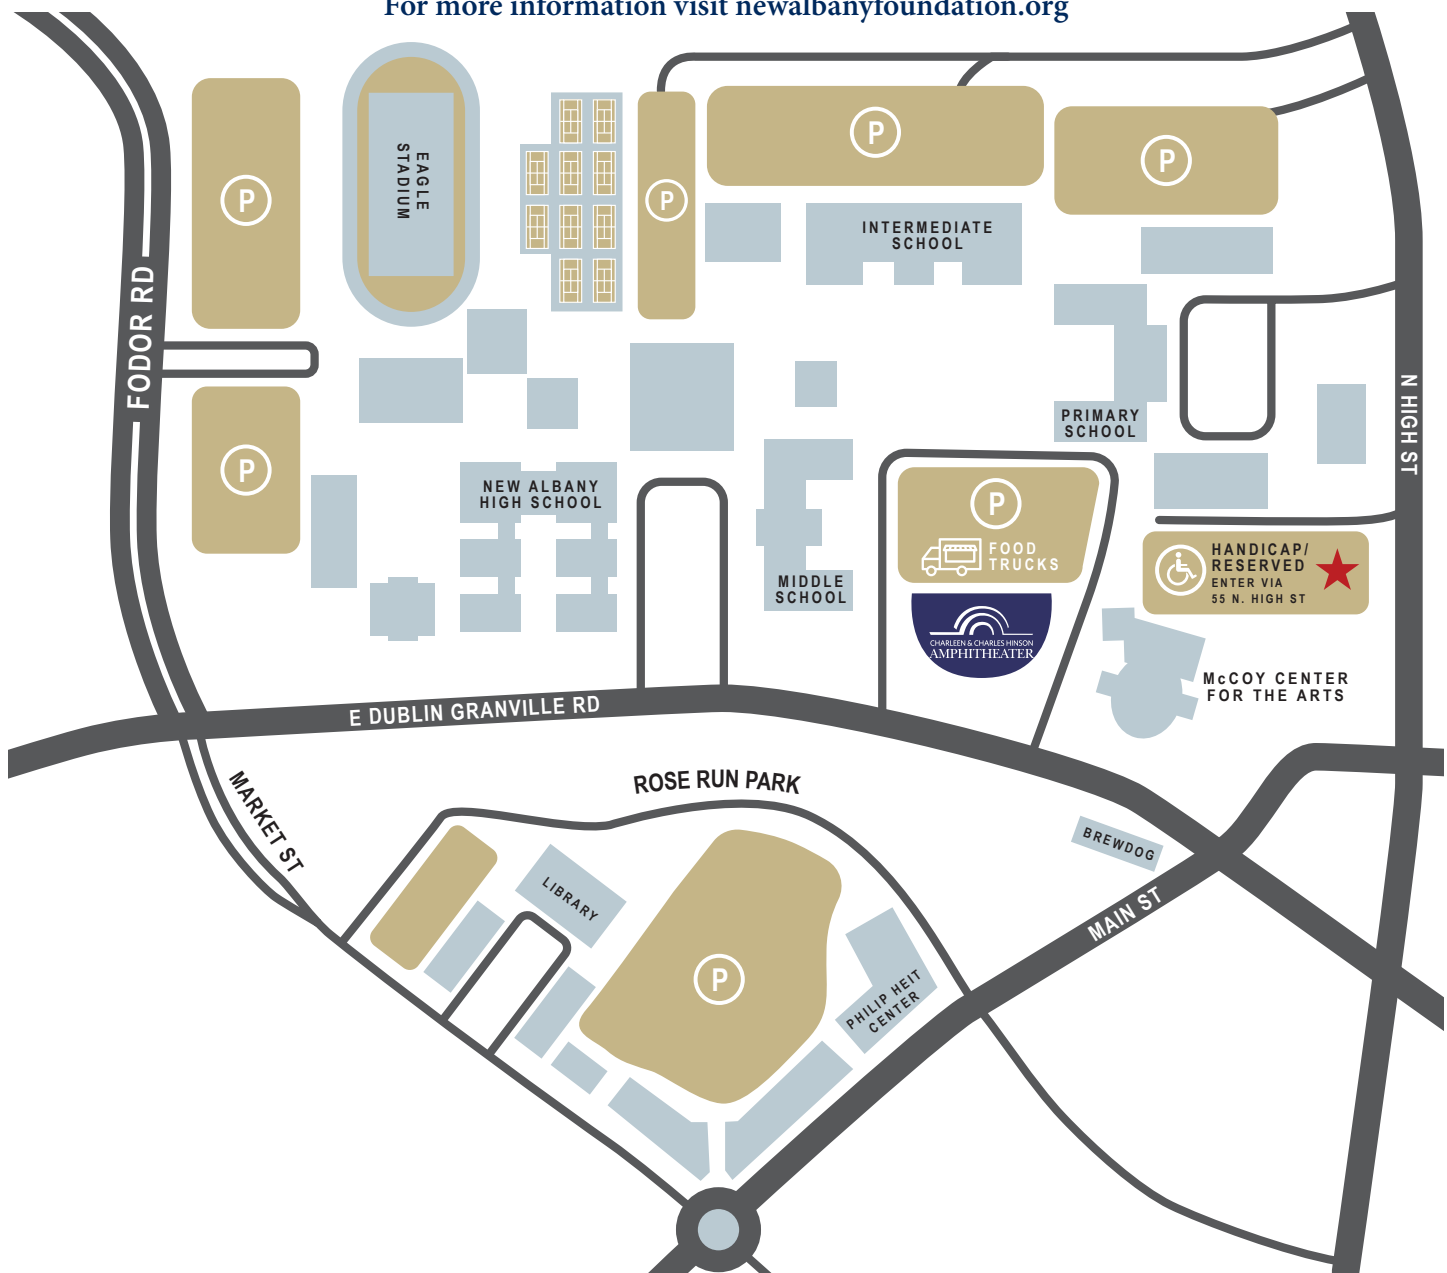 For more information visit newalbanyfoundation.org
P
EAGLE
STADIUM
P
P
P
INTERMEDIATE
SCHOOL
FODOR RD
N HIGH ST
PRIMARY
SCHOOL
P
NEW ALBANY
HIGH SCHOOL
P
FOOD
TRUCKS
HANDICAP/
RESERVED
ENTER VIA
55 N. HIGH ST
MIDDLE
SCHOOL
CHARLEEN & CHARLES HINSON
AMPHITHEATER
McCOY CENTER
FOR THE ARTS
E DUBLIN GRANVILLE RD
ROSE RUN PARK
MARKET ST
BREWDOG
LIBRARY
MAIN ST
P
PHILIP HEIT
CENTER